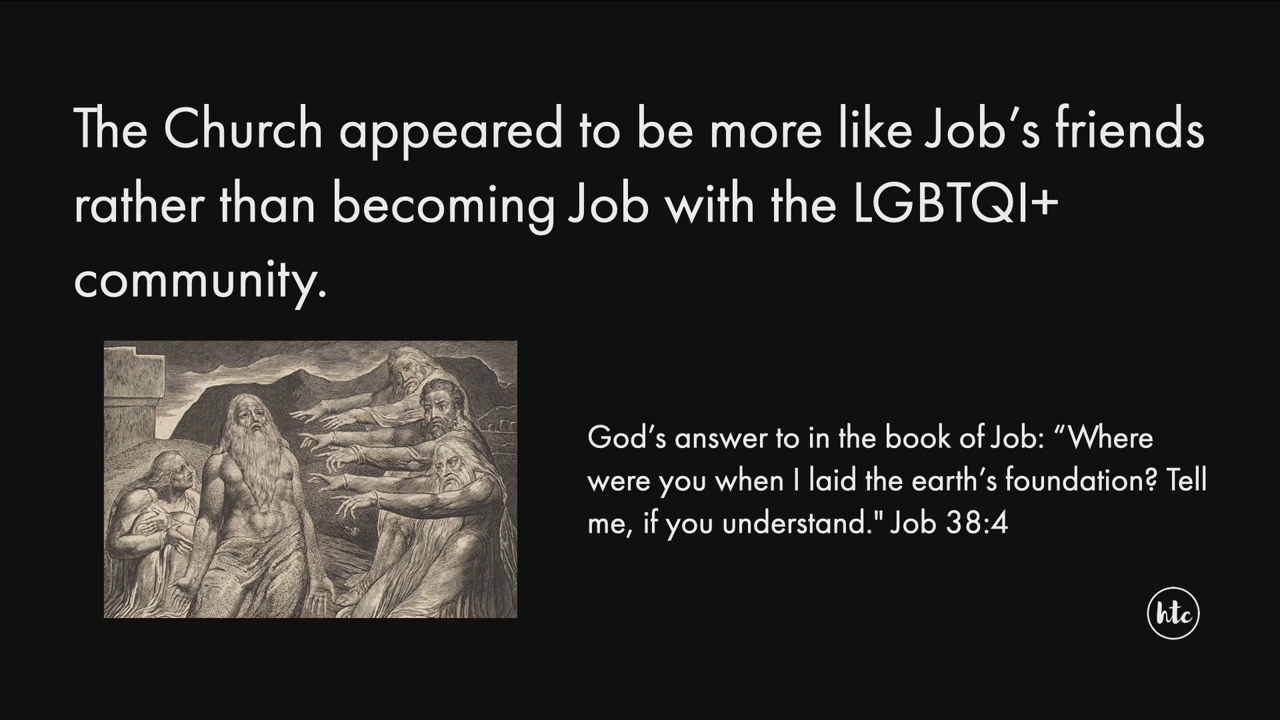 The Church appeared to be more like Job’s friends
rather than becoming Job with the LGBTQI+
community.
God’s answer to in the book of Job: “Where
were you when I laid the earth’s foundation? Tell
me, if you understand." Job 38:4
htc